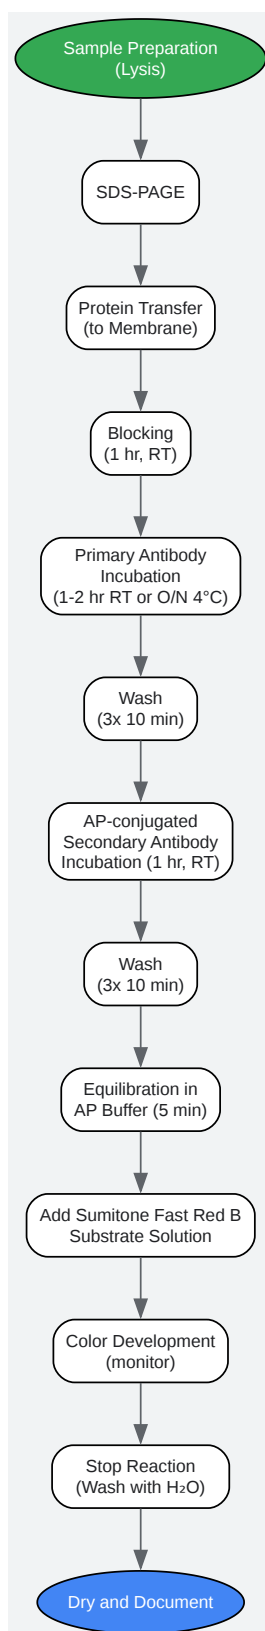 Sample Preparation
(Lysis)
SDS-PAGE
Protein Transfer
(to Membrane)
Blocking
(1 hr, RT)
Primary Antibody
Incubation
(1-2 hr RT or O/N 4°C)
Wash
(3x 10 min)
AP-conjugated
Secondary Antibody
Incubation (1 hr, RT)
Wash
(3x 10 min)
Equilibration in
AP Buffer (5 min)
Add Sumitone Fast Red B
Substrate Solution
Color Development
(monitor)
Stop Reaction
(Wash with H₂O)
Dry and Document